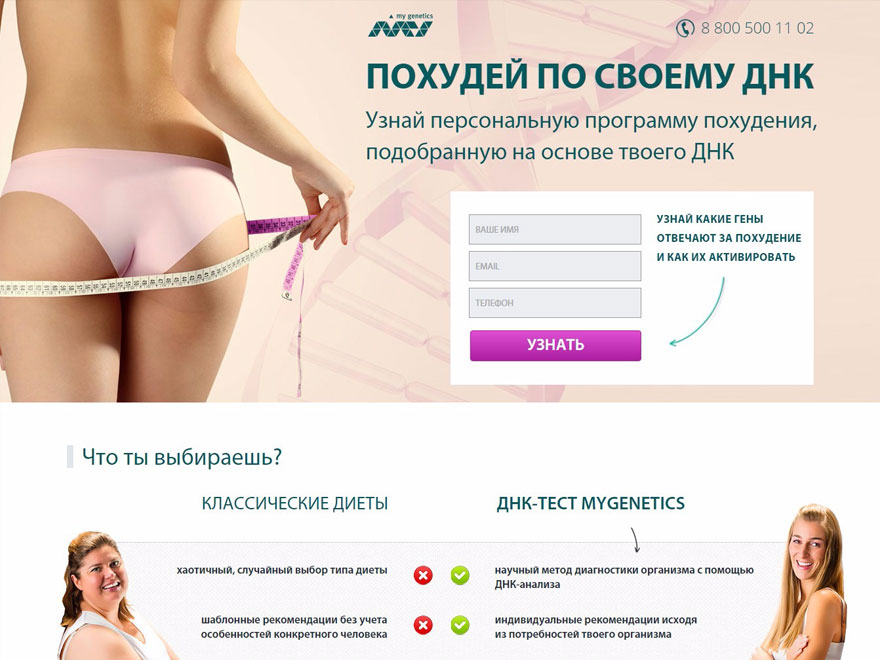 my genetics
8 800 500 11 02
ПОХУДЕЙ ПО СВОЕМУ ДНК
Узнай персональную программу похудения,
подобранную на основе твоего ДНК
ВАШЕ ИМЯ
EMAIL
ТЕЛЕФОН
УЗНАТЬ
УЗНАЙ КАКИЕ ГЕНЫ
ОТВЕЧАЮТ ЗА ПОХУДЕНИЕ
И КАК ИХ АКТИВИРОВАТЬ
Что ты выбираешь?
КЛАССИЧЕСКИЕ ДИЕТЫ
ДНК-ТЕСТ MYGENETICS
хаотичный, случайный выбор типа диеты
научный метод диагностики организма с помощью
ДНК-анализа
шаблонные рекомендации без учета
особенностей конкретного человека
индивидуальные рекомендации исходя
из потребностей твоего организма